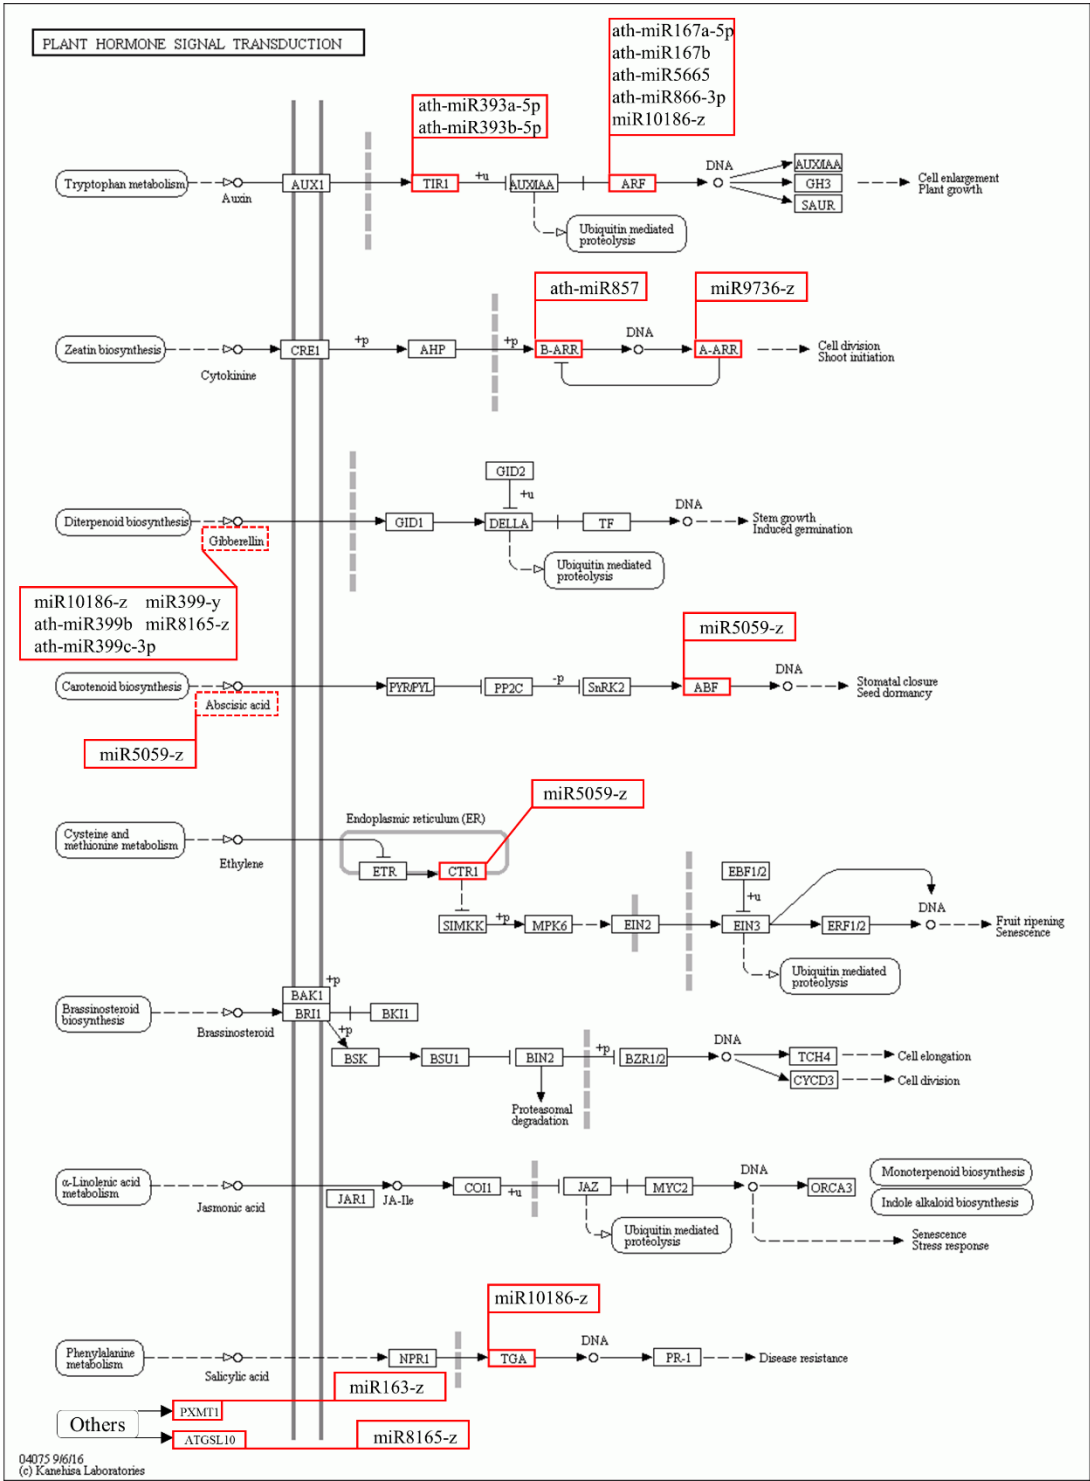 PLANT HORMONE SIGNAL TRANSDUCTION
ath-miR167a-5p
ath-miR167b
ath-miR5665
ath-miR866-3p
miR10186-z
ath-miR393a-5p
ath-miR393b-5p
Tryptophan metabolism
Auxin
AUX1
TIR1
+u
AUX/IAA
ARF
DNA
AUX/IAA
GH3
SAUR
Cell enlargement
Plant growth
Ubiquitin mediated
proteolysis
ath-miR857
miR9736-z
Zeatin biosynthesis
Cytokinine
CRE1
+p
AHP
+p
B-ARR
DNA
A-ARR
Cell division
Shoot initiation
GID2
+u
Diterpenoid biosynthesis
Gibberellin
GID1
DELLA
TF
DNA
Stem growth
Induced germination
Ubiquitin mediated
proteolysis
miR10186-z miR399-y
ath-miR399b miR8165-z
ath-miR399c-3p
miR5059-z
Carotenoid biosynthesis
Abscisic acid
PYR/PYL
PP2C
-p
SnRK2
ABF
DNA
Stomatal closure
Seed dormancy
miR5059-z
miR5059-z
Endoplasmic reticulum (ER)
Cysteine and
methionine metabolism
Ethylene
ETR
CTR1
SIMKK
+p
MPK6
EIN2
EBF1/2
+u
EIN3
ERF1/2
DNA
Fruit ripening
Senescence
Ubiquitin mediated
proteolysis
Brassinosteroid
biosynthesis
Brassinosteroid
BAK1
+p
BRI1
BKI1
+p
BSK
BSU1
BIN2
+p
BZR1/2
DNA
TCH4
Cell elongation
CYCD3
Cell division
Proteasomal
degradation
α-Linolenic acid
metabolism
Jasmonic acid
JAR1
JA-Ile
COI1
+u
JAZ
MYC2
DNA
ORCA3
Monoterpenoid biosynthesis
Indole alkaloid biosynthesis
Ubiquitin mediated
proteolysis
Senescence
Stress response
miR10186-z
Phenylalanine
metabolism
Salicylic acid
NPR1
TGA
DNA
PR-1
Disease resistance
miR163-z
Others
PXMT1
ATGSL10
miR8165-z
04075 9/6/16
(c) Kanehisa Laboratories